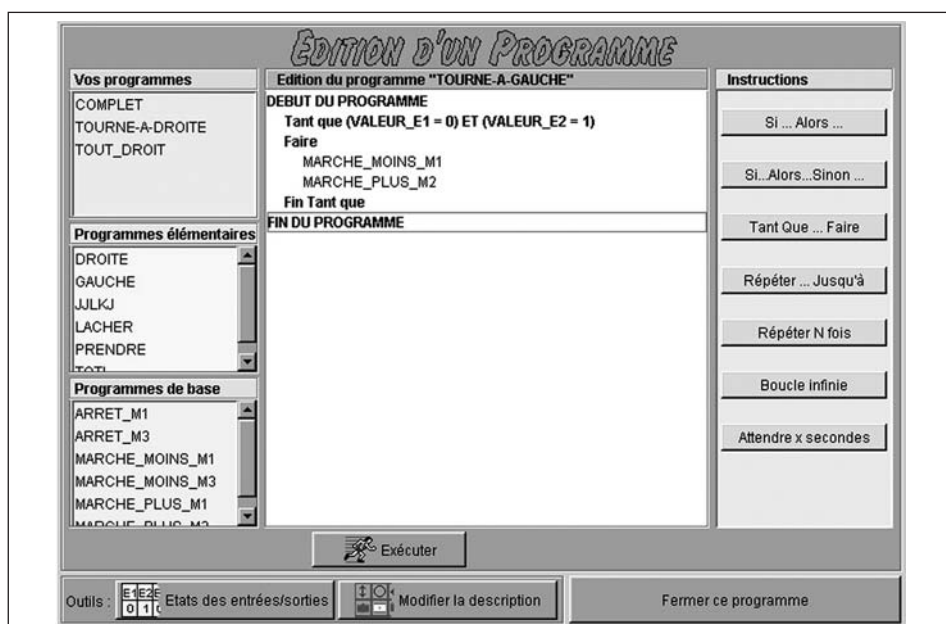 EDITION D'UN PROGRAMME
Vos programmes
COMPLET
TOURNE-A-DROITE
TOUT_DROIT
Programmes élémentaires
DROITE
GAUCHE
JJLKJ
LACHER
PRENDRE
Programmes de base
ARRET_M1
ARRET_M3
MARCHE_MOINS_M1
MARCHE_MOINS_M3
MARCHE_PLUS_M1
Edition du programme "TOURNE-A-GAUCHE"
DEBUT DU PROGRAMME
Tant que (VALEUR_E1 = 0) ET (VALEUR_E2 = 1)
Faire
MARCHE_MOINS_M1
MARCHE_PLUS_M2
Fin Tant que
FIN DU PROGRAMME
Instructions
Si ... Alors ...
Si...Alors...Sinon ...
Tant Que ... Faire
Répéter ... Jusqu'à
Répéter N fois
Boucle infinie
Attendre x secondes
Exécuter
Outils :
E1 E2 E
0 1
Etats des entrées/sorties
Modifier la description
Fermer ce programme